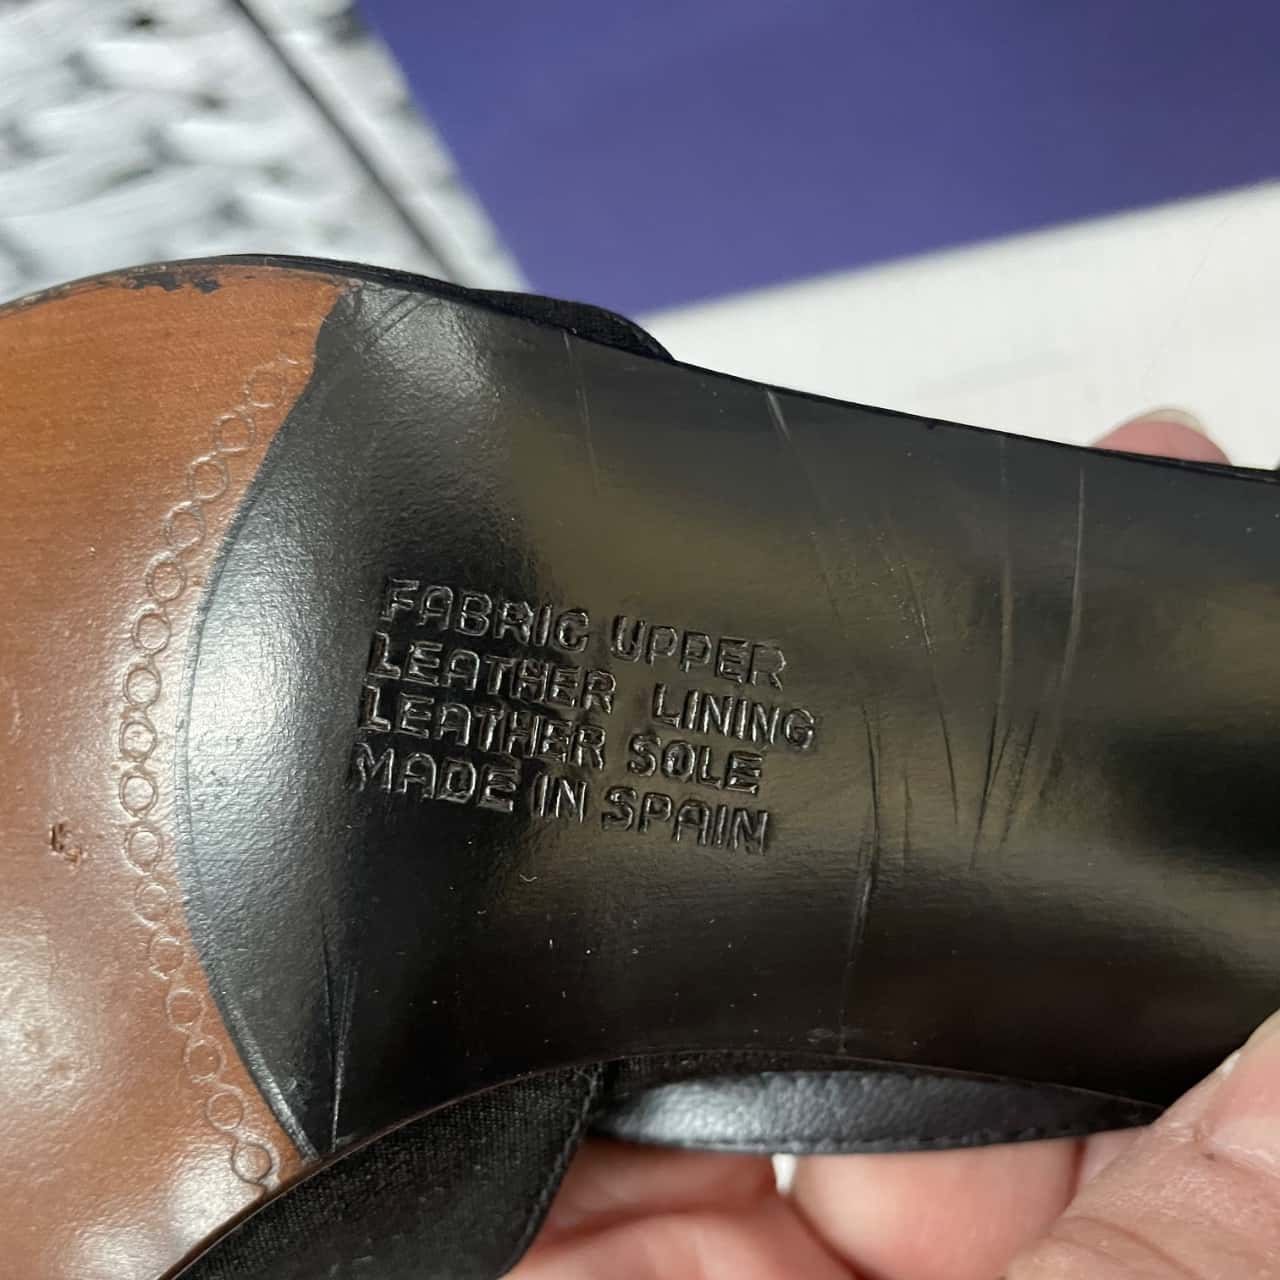 FABRIC UPPER
LEATHER LINING
LEATHER SOLE
MADE IN SPAIN